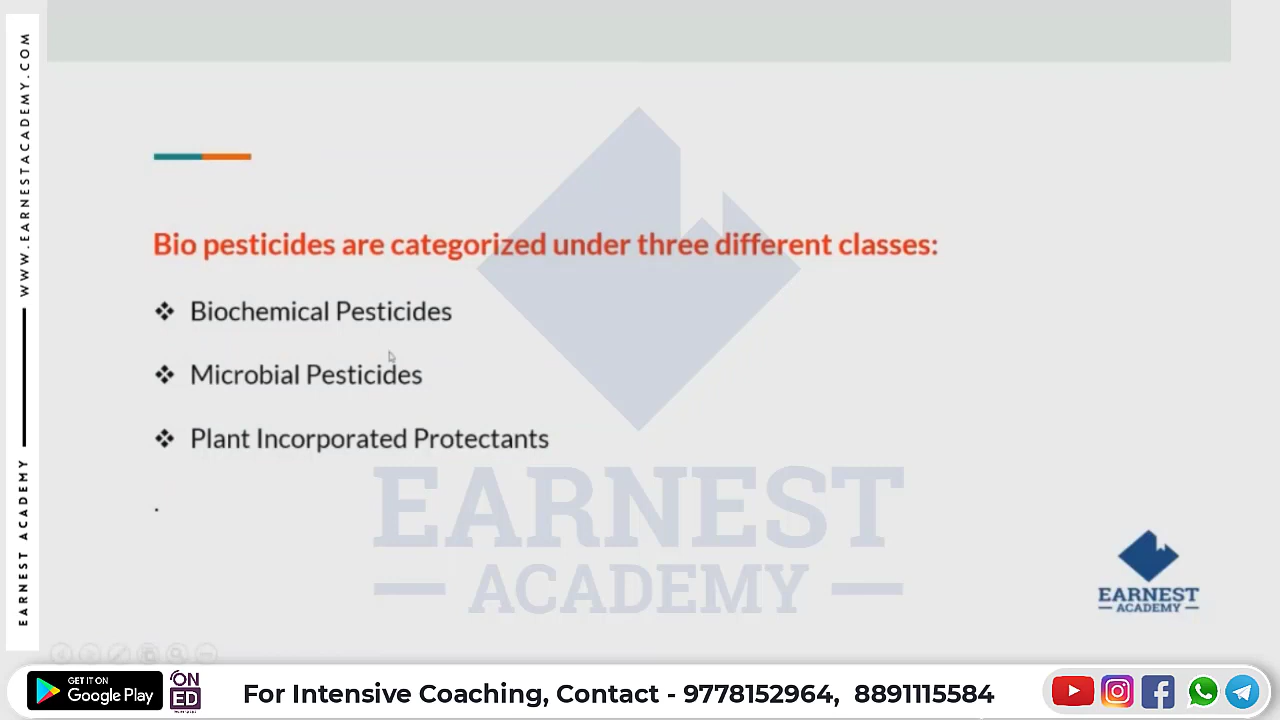 WWW.EARNESTACADEMY.COM
EARNEST ACADEMY
Bio pesticides are categorized under three different classes:
❖ Biochemical Pesticides
❖ Microbial Pesticides
❖ Plant Incorporated Protectants
.
EARNEST
ACADEMY
EARNEST
ACADEMY
GET IT ON
Google Play
ON
ED
For Intensive Coaching, Contact - 9778152964, 8891115584